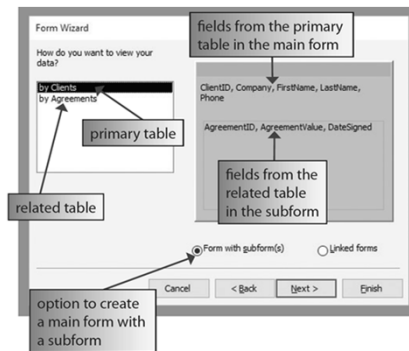 fields from the primary
table in the main form
Form Wizard
How do you want to view your
data?
by Clients
by Agreements
ClientID, Company, FirstName, LastName,
Phone
primary table
AgreementID, AgreementValue, DateSigned
fields from the
related table
in the subform
related table
Form with subform(s)
Linked forms
option to create
a main form with
a subform
Cancel
< Back
Next >
Finish